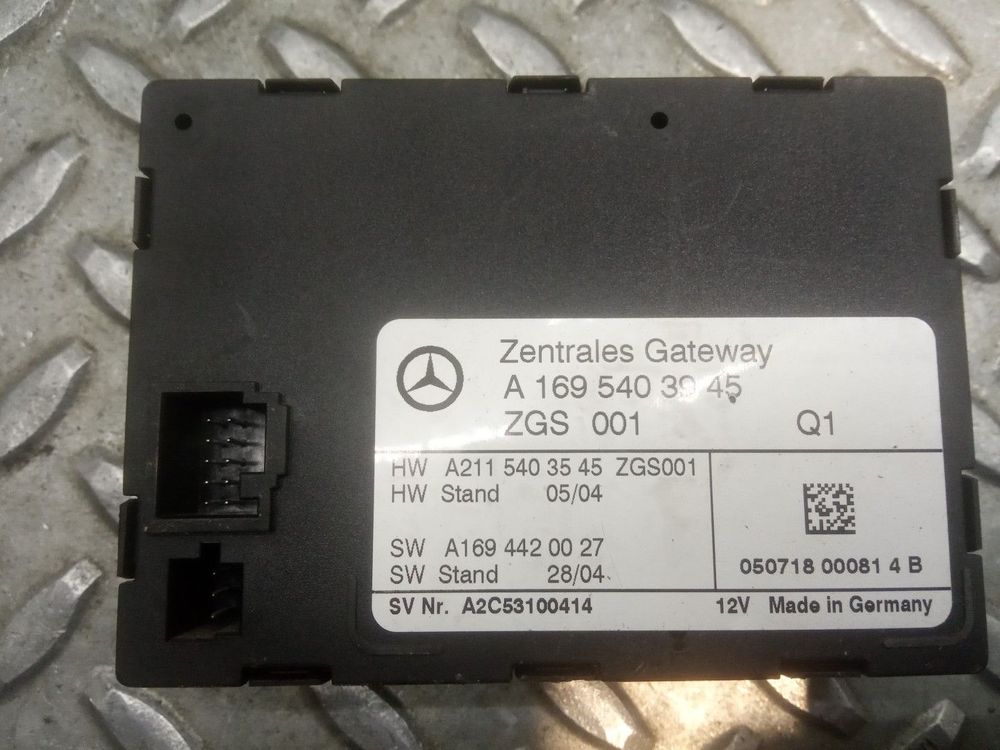 Zentrales Gateway
A 169 540 39 45
ZGS 001 Q1
HW A211 540 35 45 ZGS001
HW Stand 05/04
SW A169 442 00 27
SW Stand 28/04
050718 00081 4 B
SV Nr. A2C53100414 12V Made in Germany